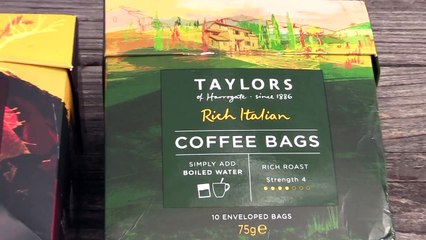 TAYLORS
of Harrogate · since 1886
Rich Italian
COFFEE BAGS
SIMPLY ADD
BOILED WATER
RICH ROAST
Strength 4
10 ENVELOPED BAGS
75g℮